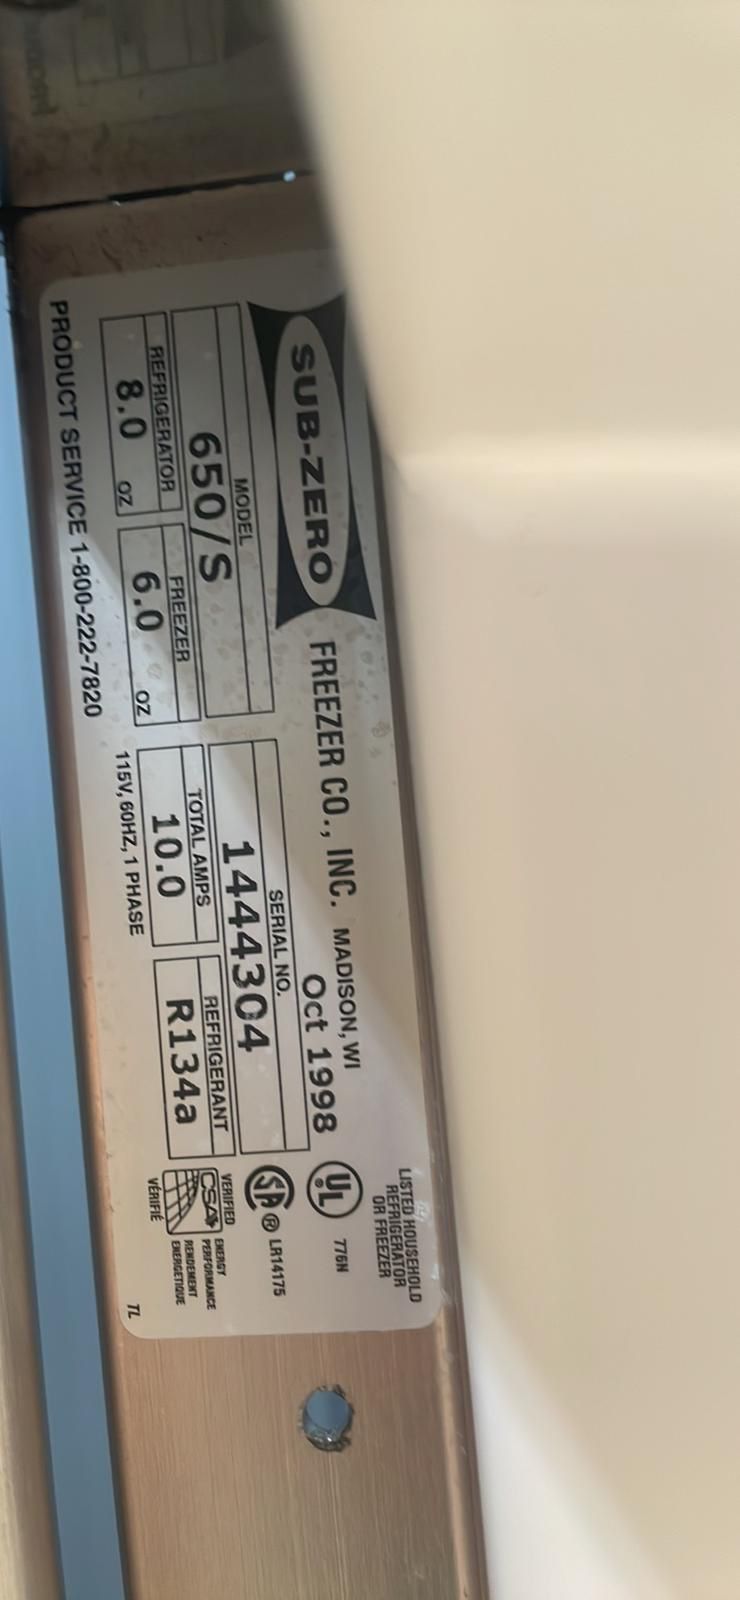 SUB-ZERO FREEZER CO., INC. MADISON, WI
Oct 1998
LISTED HOUSEHOLD
REFRIGERATOR
OR FREEZER
UL
776N
MODEL
650/S
SERIAL NO.
1444304
SA ® LR14175
REFRIGERATOR
8.0 OZ
FREEZER
6.0 OZ
TOTAL AMPS
10.0
REFRIGERANT
R134a
VERIFIED
CSA
VÉRIFIÉ
ENERGY
PERFORMANCE
RENDEMENT
ENERGETIQUE
PRODUCT SERVICE 1-800-222-7820
115V, 60HZ, 1 PHASE
TL